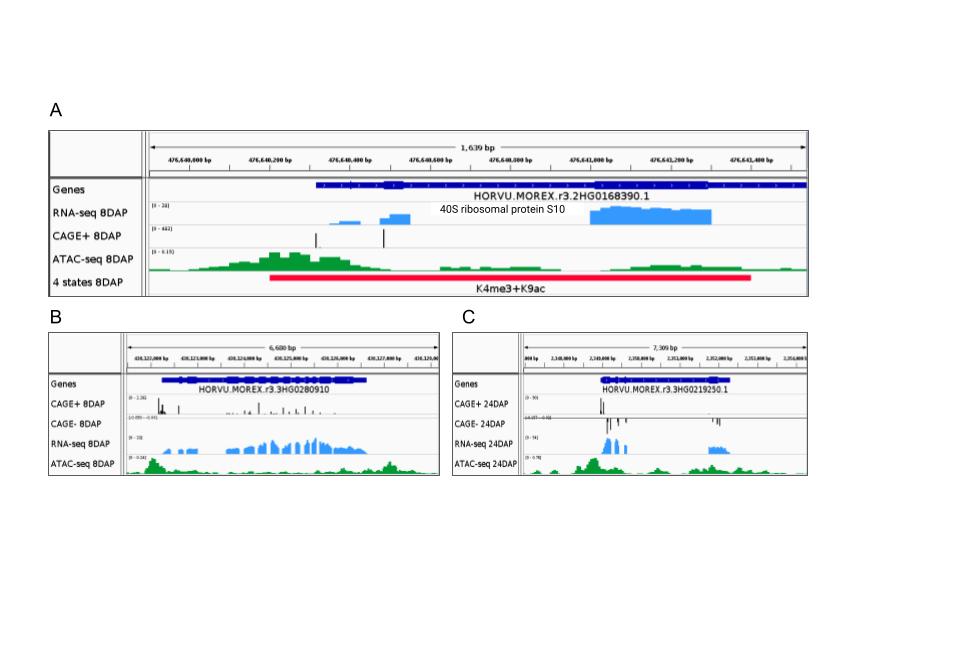 A
1,639 bp
476,640,000 bp 476,640,200 bp 476,640,400 bp 476,640,600 bp 476,640,800 bp 476,641,000 bp 476,641,200 bp 476,641,400 bp
Genes
HORVU.MOREX.r3.2HG0168390.1
RNA-seq 8DAP
40S ribosomal protein S10
CAGE+ 8DAP
ATAC-seq 8DAP
[0 - 0.15]
4 states 8DAP
K4me3+K9ac
B
6,680 bp
Genes
HORVU.MOREX.r3.3HG0280910
CAGE+ 8DAP
CAGE- 8DAP
RNA-seq 8DAP
ATAC-seq 8DAP
C
7,309 bp
Genes
HORVU.MOREX.r3.3HG0219250.1
CAGE+ 24DAP
CAGE- 24DAP
RNA-seq 24DAP
ATAC-seq 24DAP